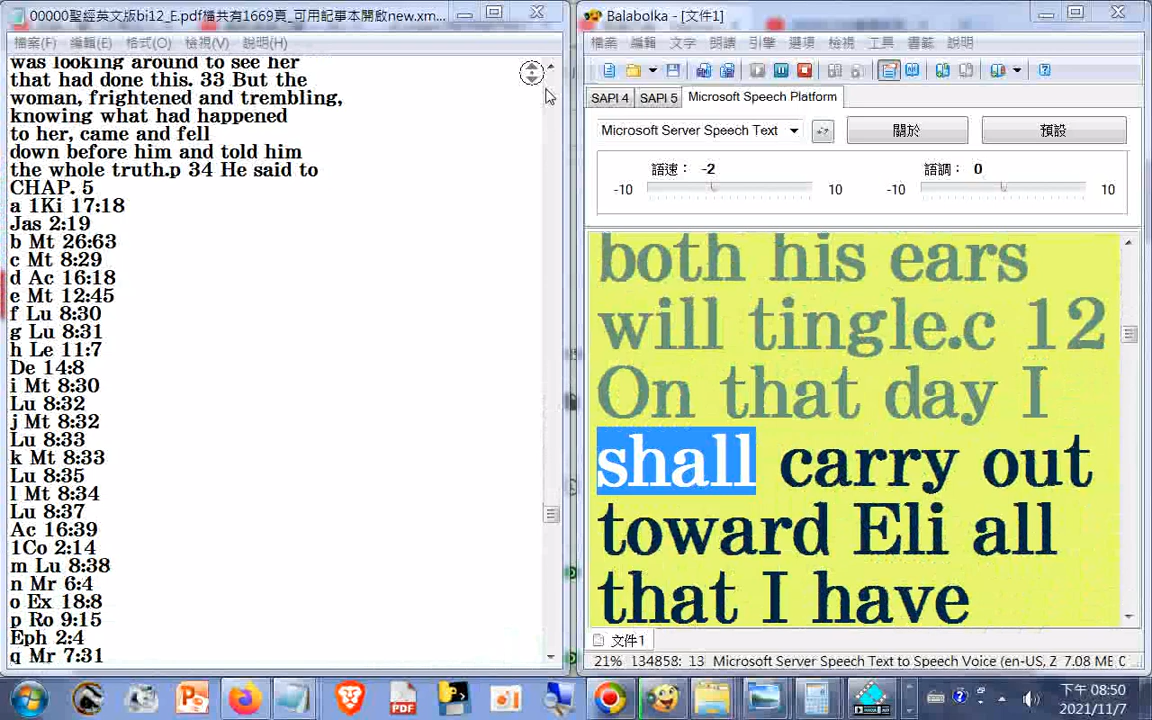 00000聖經英文版bi12_E.pdf檔共有1669頁_可用記事本開啟new.xm...
檔案(F) 編輯(E) 格式(O) 檢視(V) 說明(H)
was looking around to see her
that had done this. 33 But the
woman, frightened and trembling,
knowing what had happened
to her, came and fell
down before him and told him
the whole truth.p 34 He said to
CHAP. 5
a 1Ki 17:18
Jas 2:19
b Mt 26:63
c Mt 8:29
d Ac 16:18
e Mt 12:45
f Lu 8:30
g Lu 8:31
h Le 11:7
De 14:8
i Mt 8:30
Lu 8:32
j Mt 8:32
Lu 8:33
k Mt 8:33
Lu 8:35
l Mt 8:34
Lu 8:37
Ac 16:39
1Co 2:14
m Lu 8:38
n Mr 6:4
o Ex 18:8
p Ro 9:15
Eph 2:4
q Mr 7:31
Balabolka - [文件1]
檔案 編輯 文字 朗讀 引擎 選項 檢視 工具 書籤 說明
SAPI 4 SAPI 5 Microsoft Speech Platform
Microsoft Server Speech Text 關於 預設
語速： -2 語調： 0
-10 10 -10 10
both his ears
will tingle.c 12
On that day I
shall carry out
toward Eli all
that I have
文件1
21% 134858: 13 Microsoft Server Speech Text to Speech Voice (en-US, Z 7.08 ME C
PDF
下午 08:50
2021/11/7